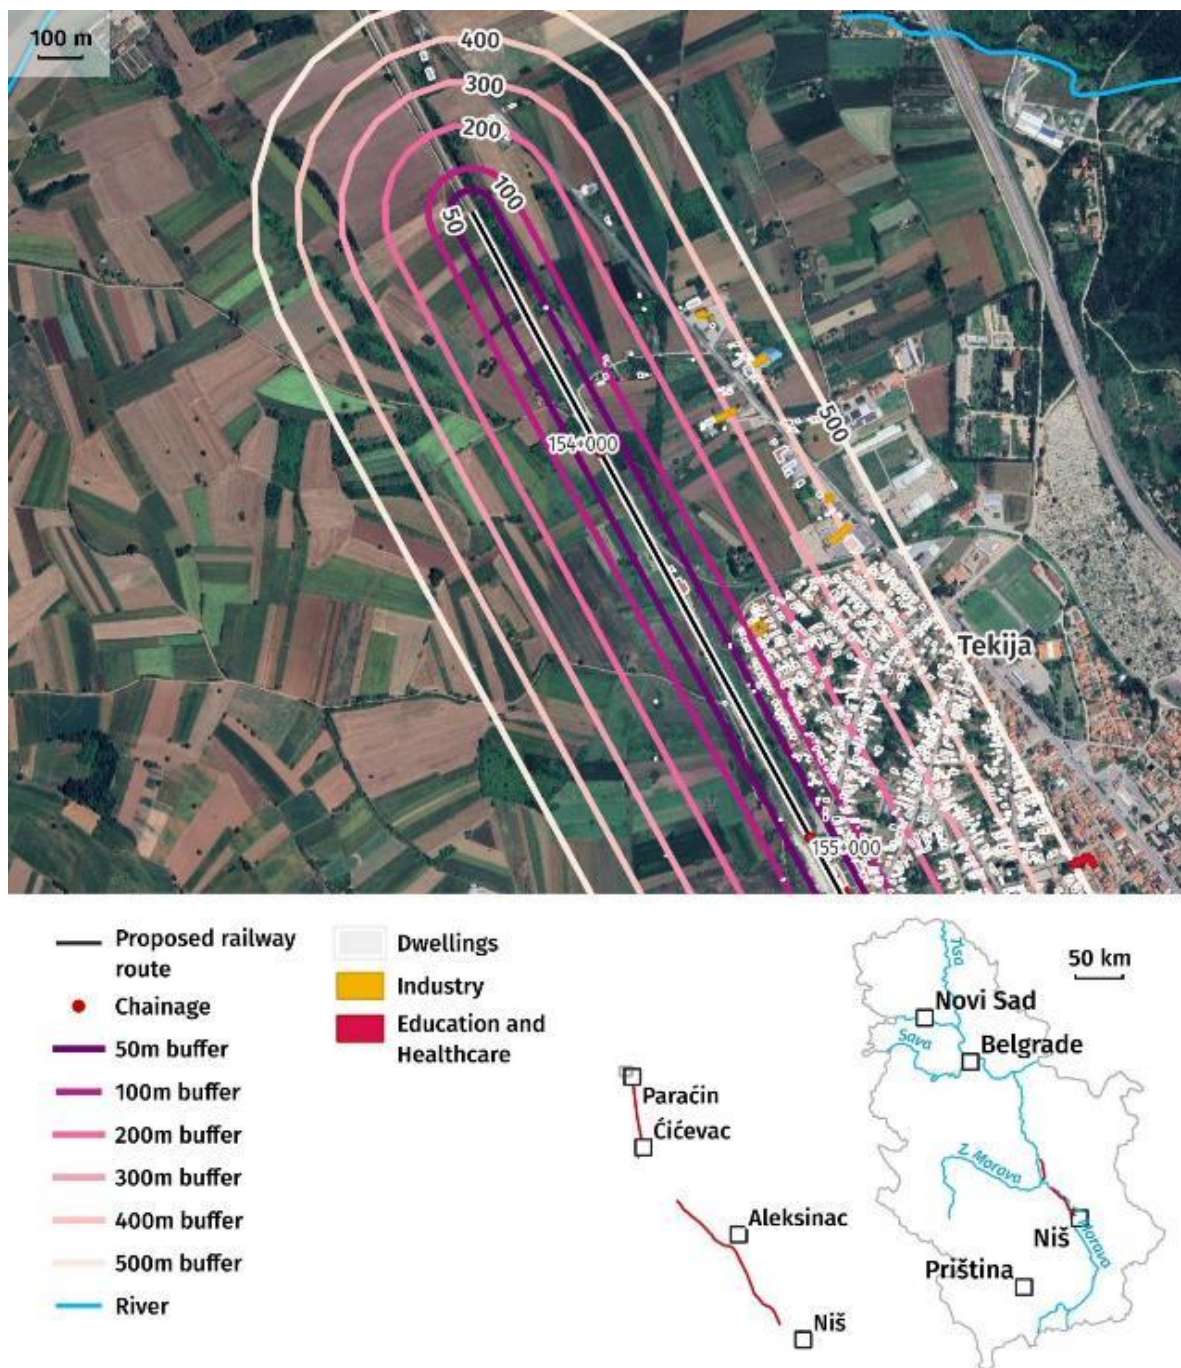 100 m
400
300
200
100
50
500
154+000
Tekija
155+000
Proposed railway
route
Chainage
50m buffer
100m buffer
200m buffer
300m buffer
400m buffer
500m buffer
River
Dwellings
Industry
Education and
Healthcare
Paraćin
Ćićevac
Aleksinac
Niš
50 km
Tisa
Novi Sad
Sava
Belgrade
Z. Morava
Niš
Morava
Priština